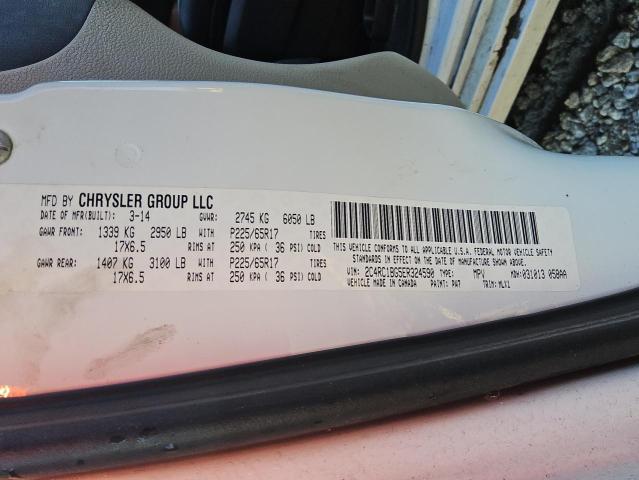 MFD BY CHRYSLER GROUP LLC
DATE OF MFR(BUILT): 3-14 GVWR: 2745 KG 6050 LB
GAWR FRONT: 1339 KG 2950 LB WITH P225/65R17 TIRES
17X6.5 RIMS AT 250 KPA ( 36 PSI) COLD
GAWR REAR: 1407 KG 3100 LB WITH P225/65R17 TIRES
17X6.5 RIMS AT 250 KPA ( 36 PSI) COLD
THIS VEHICLE CONFORMS TO ALL APPLICABLE U.S.A. FEDERAL MOTOR VEHICLE SAFETY
STANDARDS IN EFFECT ON THE DATE OF MANUFACTURE SHOWN ABOVE.
VIN: 2C4RC1BG5ER324590 TYPE: MPV MDH: 031013 058AA
VEHICLE MADE IN CANADA PAINT: PW7 TRIM: MLX1